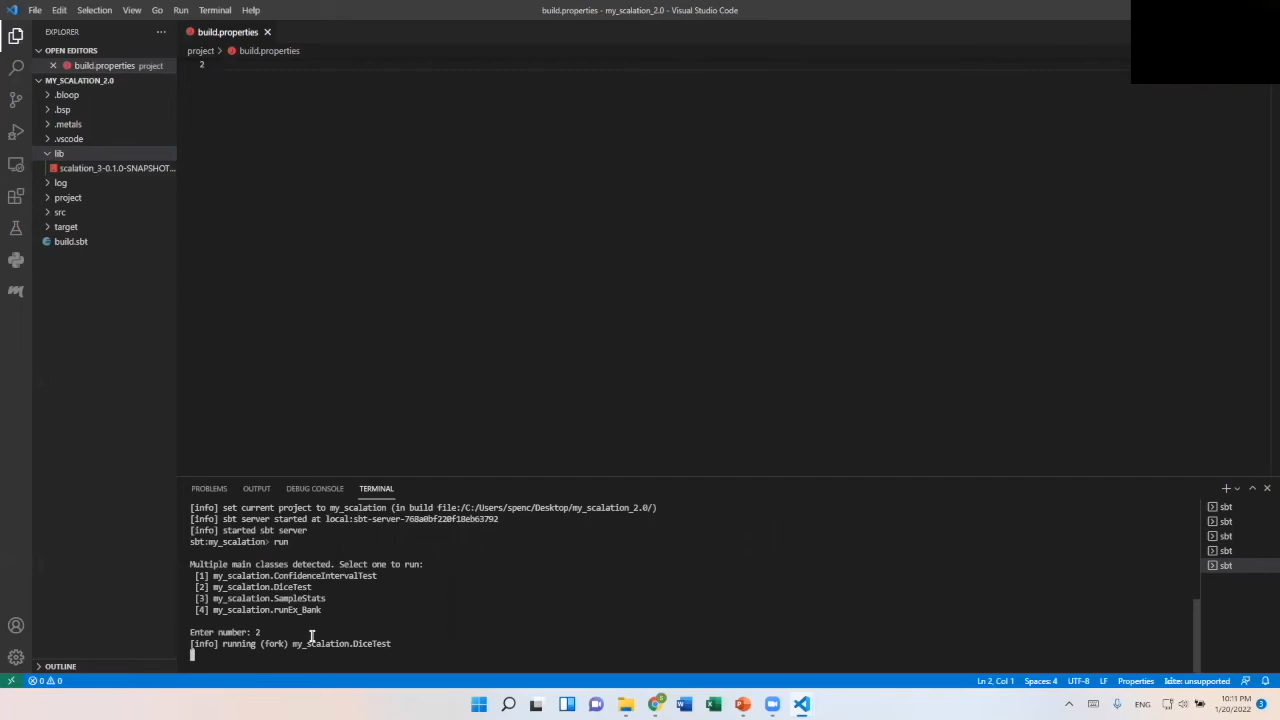 File Edit Selection View Go Run Terminal Help
build.properties - my_scalation_2.0 - Visual Studio Code
EXPLORER
OPEN EDITORS
build.properties project
MY_SCALATION_2.0
.bloop
.bsp
.metals
.vscode
lib
scalation_3-0.1.0-SNAPSHOT...
log
project
src
target
build.sbt
OUTLINE
build.properties
project > build.properties
2
PROBLEMS OUTPUT DEBUG CONSOLE TERMINAL
[info] set current project to my_scalation (in build file:/C:/Users/spenc/Desktop/my_scalation_2.0/)
[info] sbt server started at local:sbt-server-768a0bf220f18eb63792
[info] started sbt server
sbt:my_scalation> run
Multiple main classes detected. Select one to run:
[1] my_scalation.ConfidenceIntervalTest
[2] my_scalation.DiceTest
[3] my_scalation.SampleStats
[4] my_scalation.runEx_Bank
Enter number: 2
[info] running (fork) my_scalation.DiceTest
sbt
sbt
sbt
sbt
sbt
0 0
Ln 2, Col 1 Spaces: 4 UTF-8 LF Properties unsupported
ENG
10:11 PM
1/20/2022
3